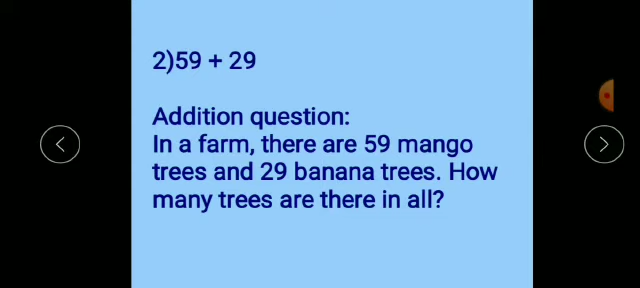 2)59 + 29
Addition question:
In a farm, there are 59 mango
trees and 29 banana trees. How
many trees are there in all?